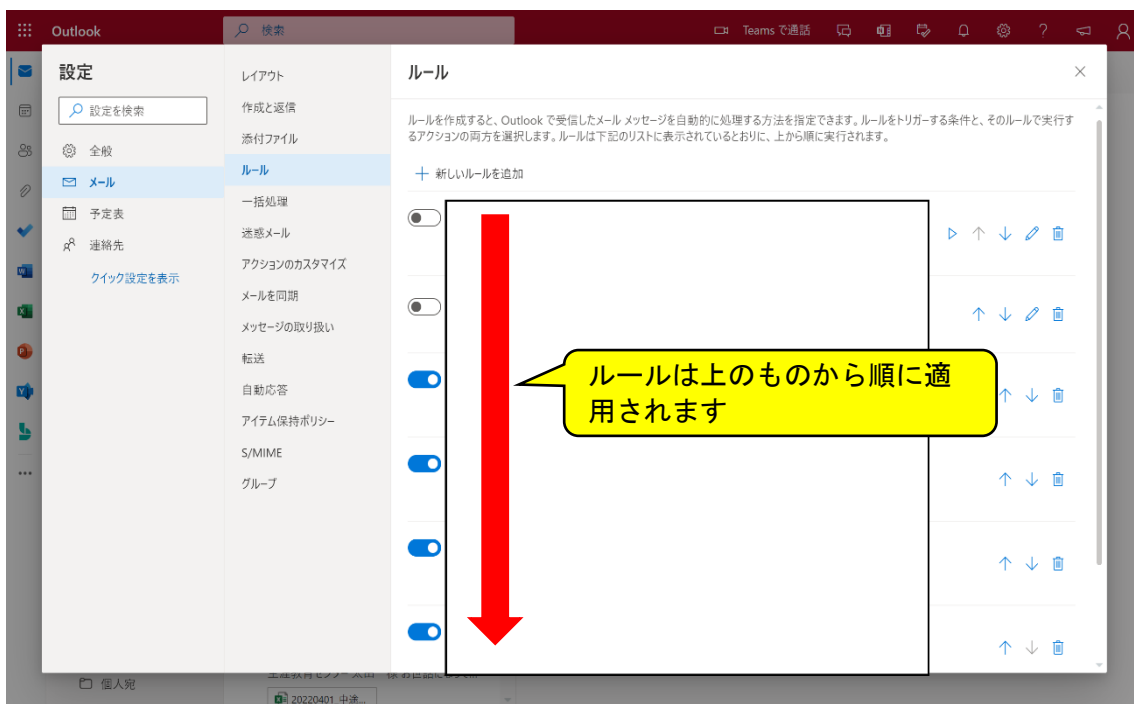 Outlook
検索
Teams で通話
設定
設定を検索
全般
メール
予定表
連絡先
クイック設定を表示
レイアウト
作成と返信
添付ファイル
ルール
一括処理
迷惑メール
アクションのカスタマイズ
メールを同期
メッセージの取り扱い
転送
自動応答
アイテム保持ポリシー
S/MIME
グループ
ルール
ルールを作成すると、Outlook で受信したメール メッセージを自動的に処理する方法を指定できます。ルールをトリガーする条件と、そのルールで実行す
るアクションの両方を選択します。ルールは下記のリストに表示されているとおりに、上から順に実行されます。
新しいルールを追加
ルールは上のものから順に適
用されます
個人宛
20220401 中途...